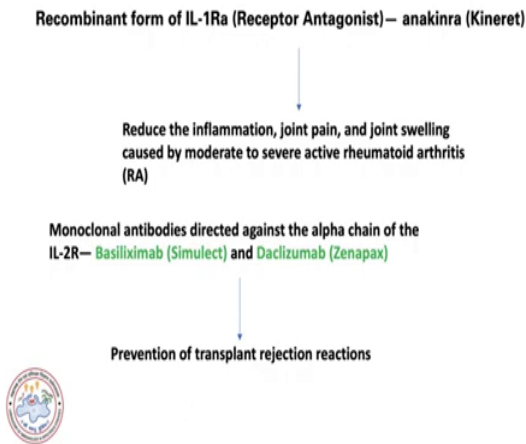 Recombinant form of IL-1Ra (Receptor Antagonist)— anakinra (Kineret)
Reduce the inflammation, joint pain, and joint swelling
caused by moderate to severe active rheumatoid arthritis
(RA)
Monoclonal antibodies directed against the alpha chain of the
IL-2R— Basiliximab (Simulect) and Daclizumab (Zenapax)
Prevention of transplant rejection reactions